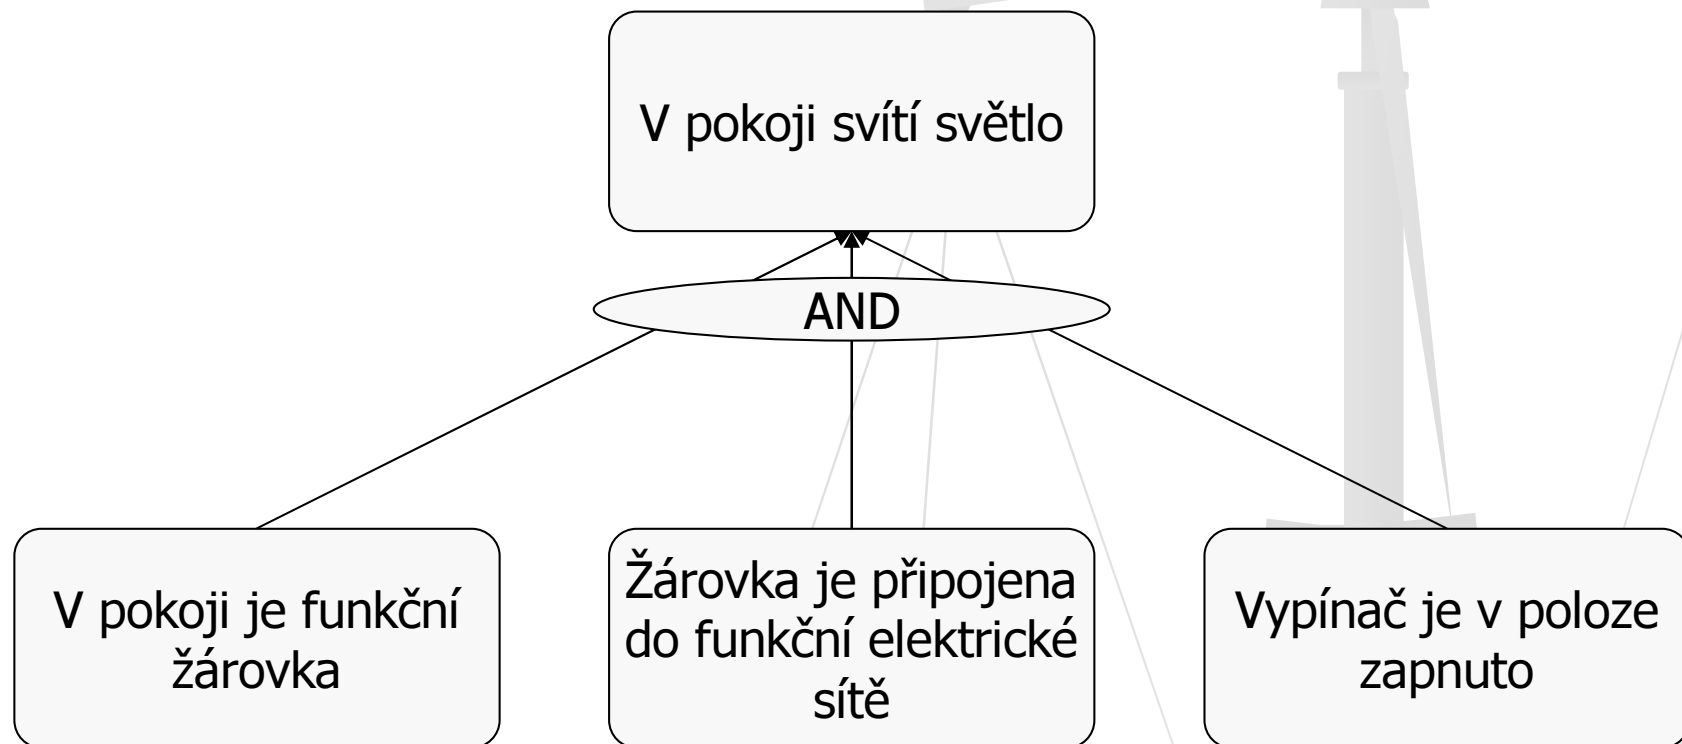 V pokoji svítí světlo
AND
V pokoji je funkční
žárovka
Žárovka je připojena
do funkční elektrické
sítě
Vypínač je v poloze
zapnuto